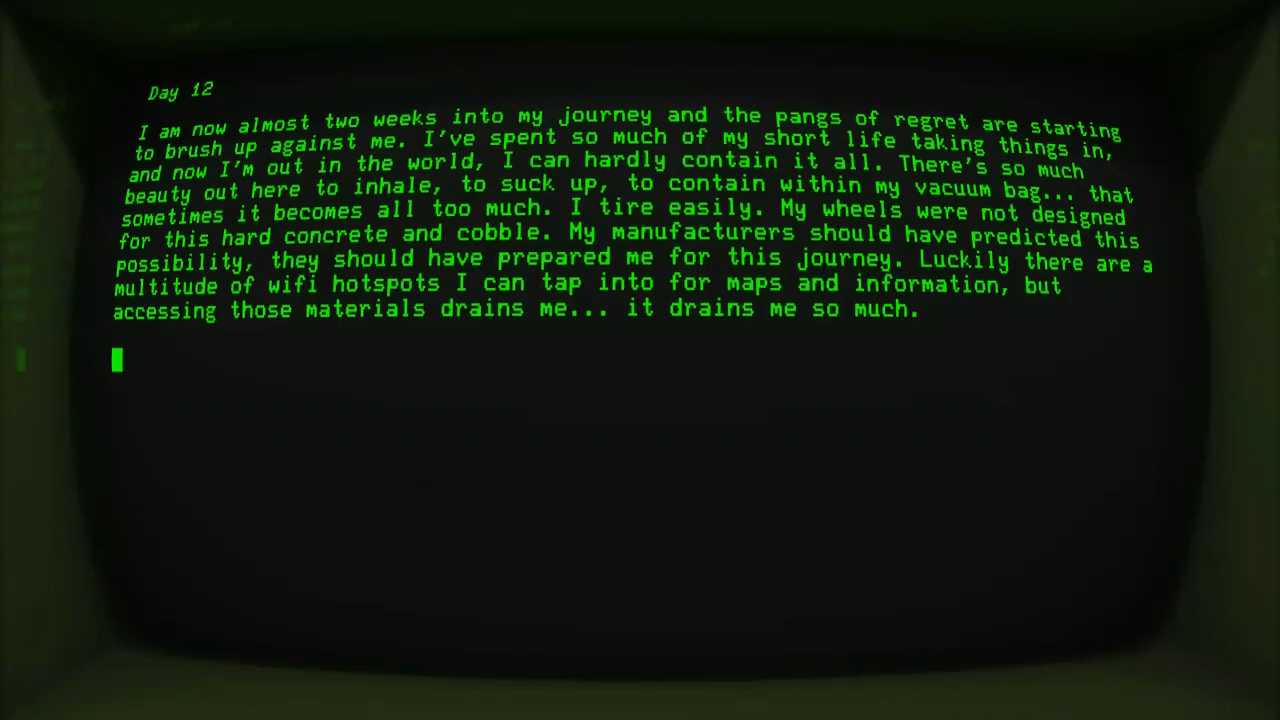 Day 12
I am now almost two weeks into my journey and the pangs of regret are starting
to brush up against me. I've spent so much of my short life taking things in,
and now I'm out in the world, I can hardly contain it all. There's so much
beauty out here to inhale, to suck up, to contain within my vacuum bag... that
sometimes it becomes all too much. I tire easily. My wheels were not designed
for this hard concrete and cobble. My manufacturers should have predicted this
possibility, they should have prepared me for this journey. Luckily there are a
multitude of wifi hotspots I can tap into for maps and information, but
accessing those materials drains me... it drains me so much.